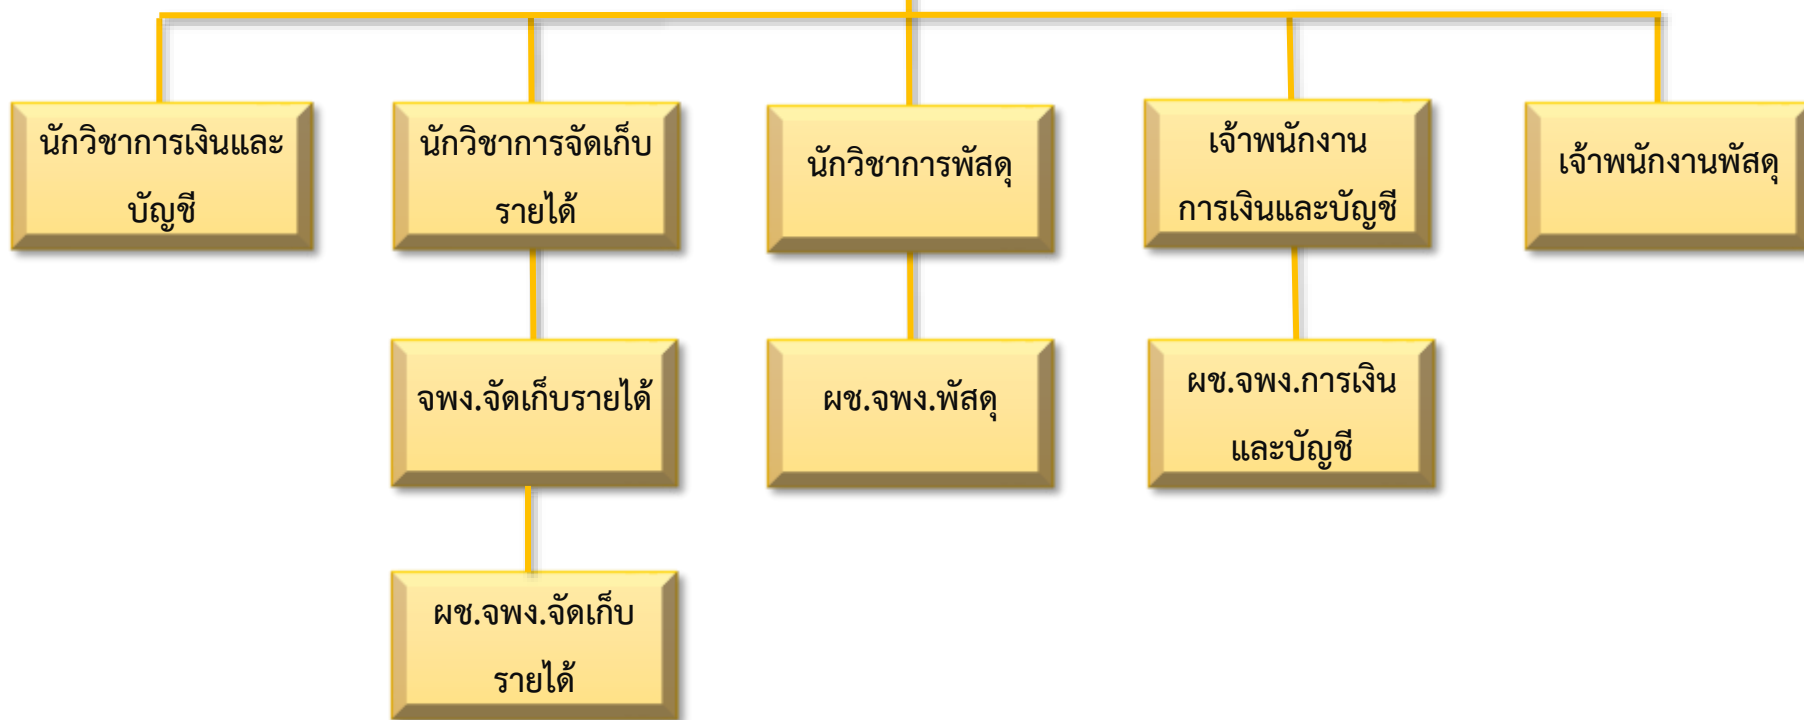 นักวิชาการเงินและ
บัญชี
นักวิชาการจัดเก็บ
รายได้
นักวิชาการพัสดุ
เจ้าพนักงาน
การเงินและบัญชี
เจ้าพนักงานพัสดุ
จพง.จัดเก็บรายได้
ผช.จพง.พัสดุ
ผช.จพง.การเงิน
และบัญชี
ผช.จพง.จัดเก็บ
รายได้